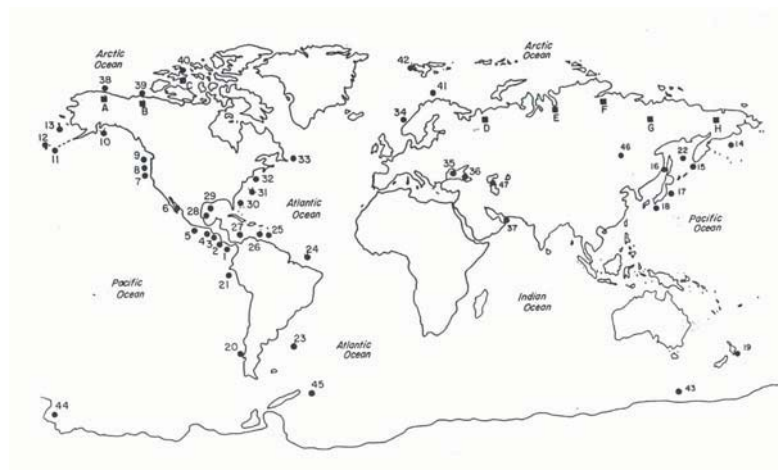 Arctic
Ocean
Arctic
Ocean
40
42
38
39
41
C
A
B
F
34
D
E
G
H
13
12
11
10
33
14
46
9
8
7
35
36
47
16
22
15
32
31
30
29
28
6
Atlantic
Ocean
17
18
Pacific
Ocean
37
27
25
26
24
5
4
3
2
1
21
Pacific
Ocean
Indian
Ocean
23
20
Atlantic
Ocean
19
45
43
44